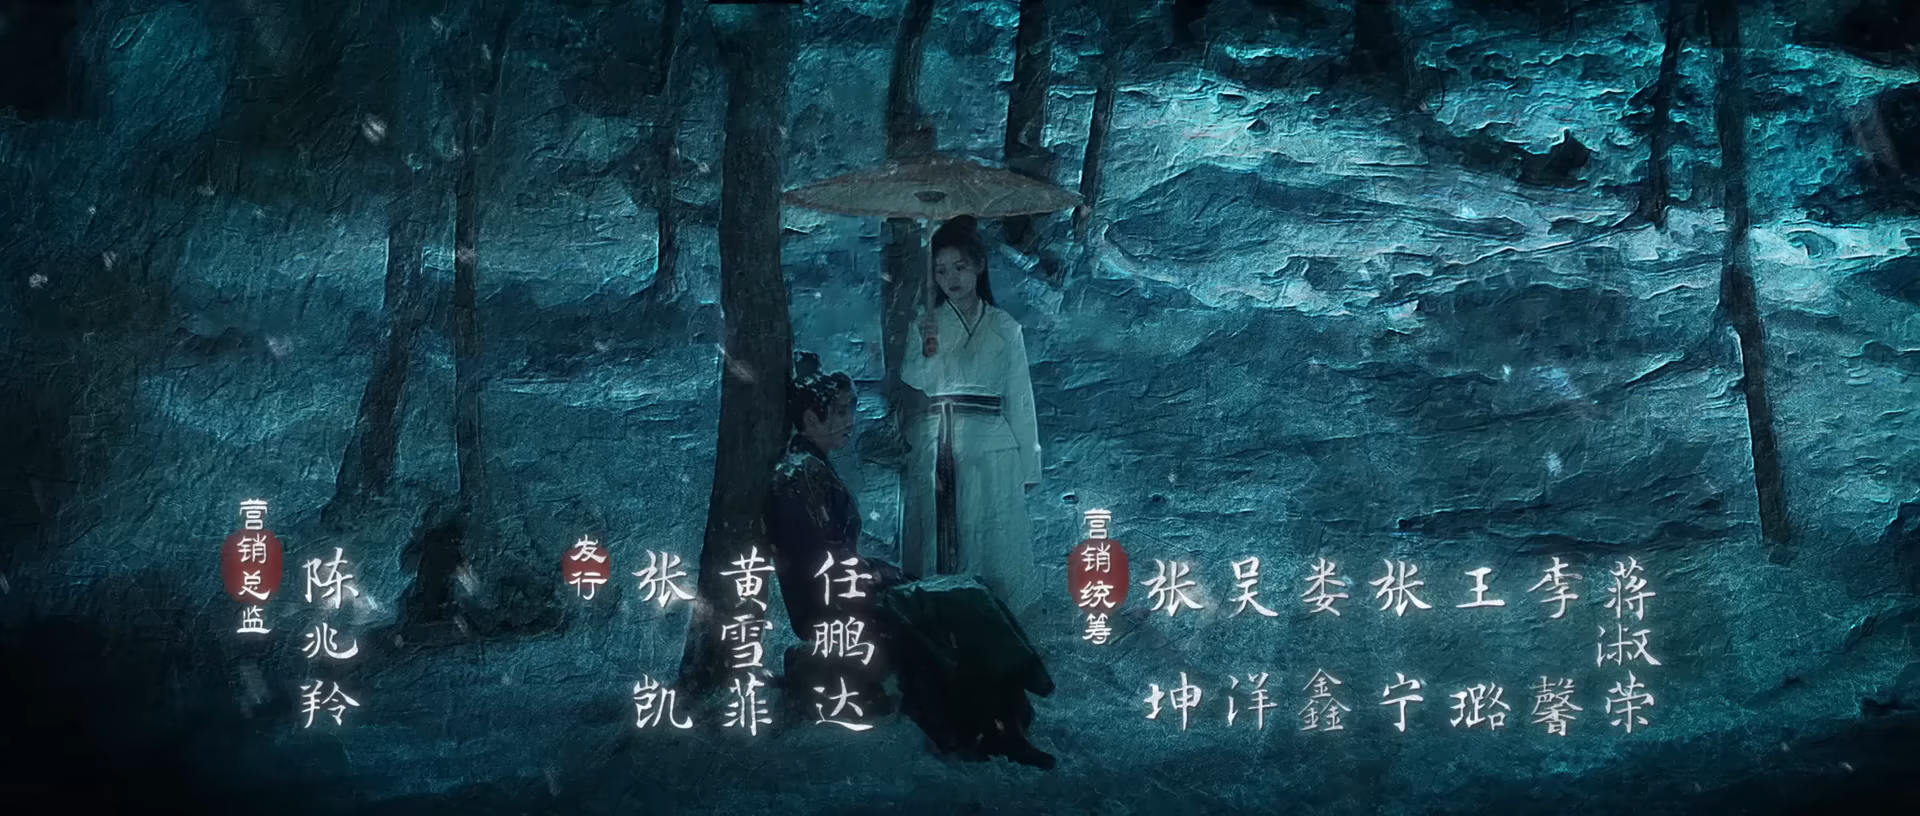 营销总监
陈兆羚
发行
张凯
黄雪菲
任鹏达
营销统筹
张坤
吴洋
娄鑫
张宁
王璐
李馨
蒋淑荣